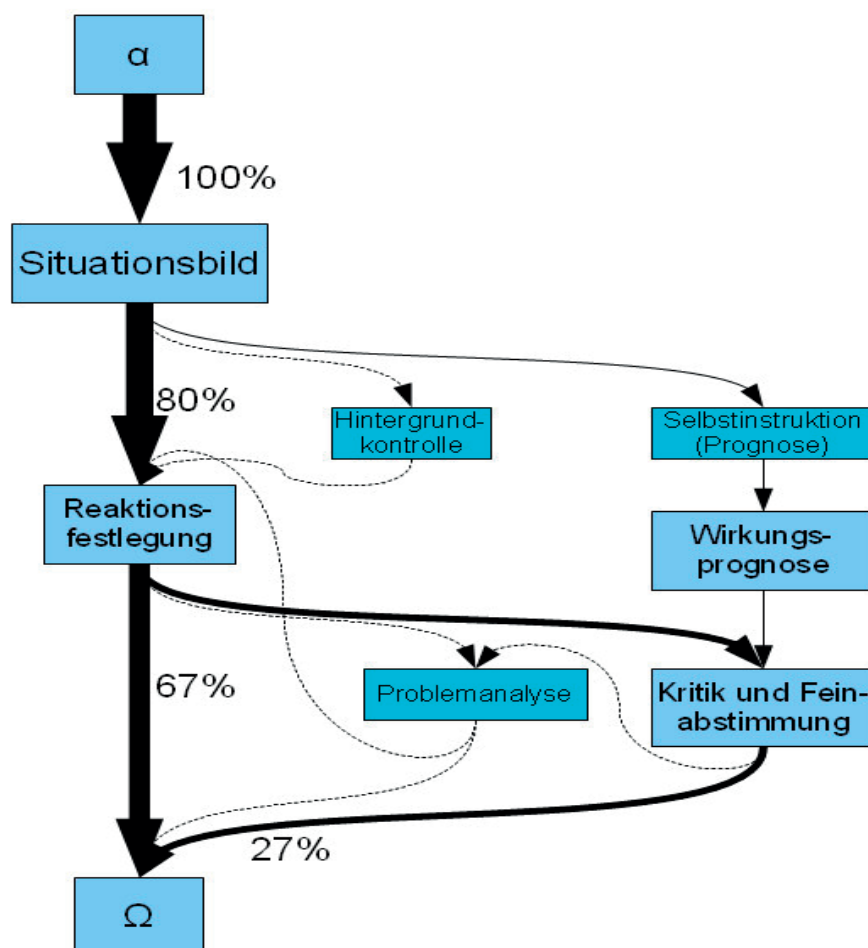 α
100%
Situationsbild
80%
Hintergrund-
kontrolle
Selbstinstruktion
(Prognose)
Reaktions-
festlegung
Wirkungs-
prognose
67%
Problemanalyse
Kritik und Fein-
abstimmung
27%
Ω